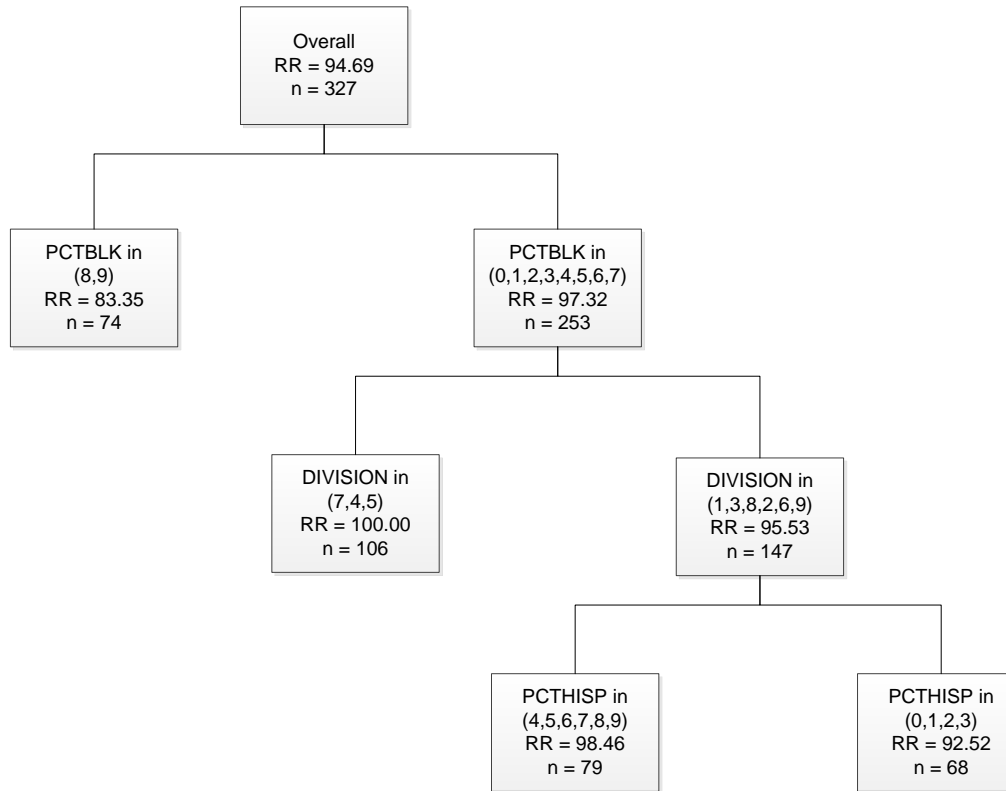 Overall
RR = 94.69
n = 327
PCTBLK in
(8,9)
RR = 83.35
n = 74
PCTBLK in
(0,1,2,3,4,5,6,7)
RR = 97.32
n = 253
DIVISION in
(7,4,5)
RR = 100.00
n = 106
DIVISION in
(1,3,8,2,6,9)
RR = 95.53
n = 147
PCTHISP in
(4,5,6,7,8,9)
RR = 98.46
n = 79
PCTHISP in
(0,1,2,3)
RR = 92.52
n = 68